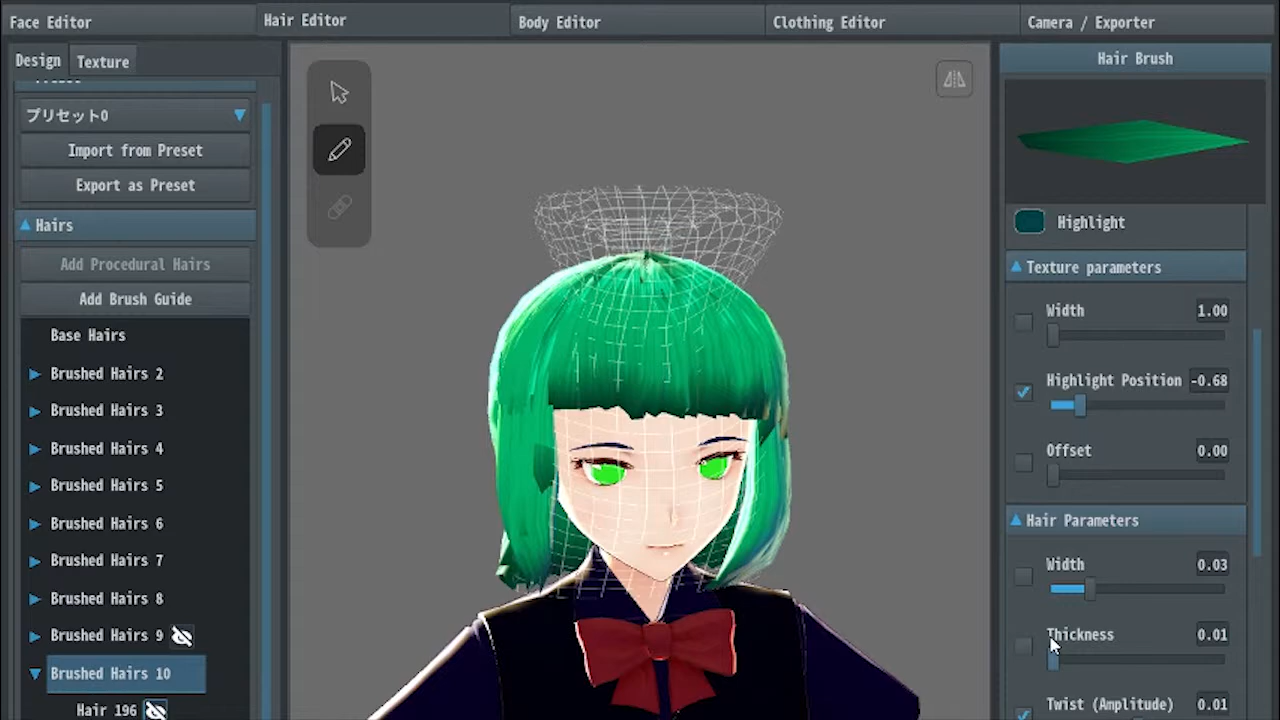 Face Editor
Hair Editor
Body Editor
Clothing Editor
Camera / Exporter
Design
Texture
プリセット0
Import from Preset
Export as Preset
Hairs
Add Procedural Hairs
Add Brush Guide
Base Hairs
Brushed Hairs 2
Brushed Hairs 3
Brushed Hairs 4
Brushed Hairs 5
Brushed Hairs 6
Brushed Hairs 7
Brushed Hairs 8
Brushed Hairs 9
Brushed Hairs 10
Hair 196
Hair Brush
Highlight
Texture parameters
Width 1.00
Highlight Position -0.68
Offset 0.00
Hair Parameters
Width 0.03
Thickness 0.01
Twist (Amplitude) 0.01